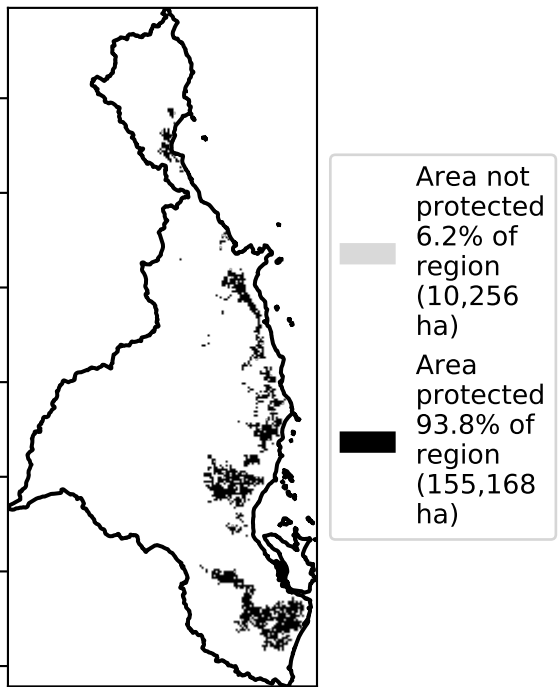 Area not
protected
6.2% of
region
(10,256
ha)
Area
protected
93.8% of
region
(155,168
ha)